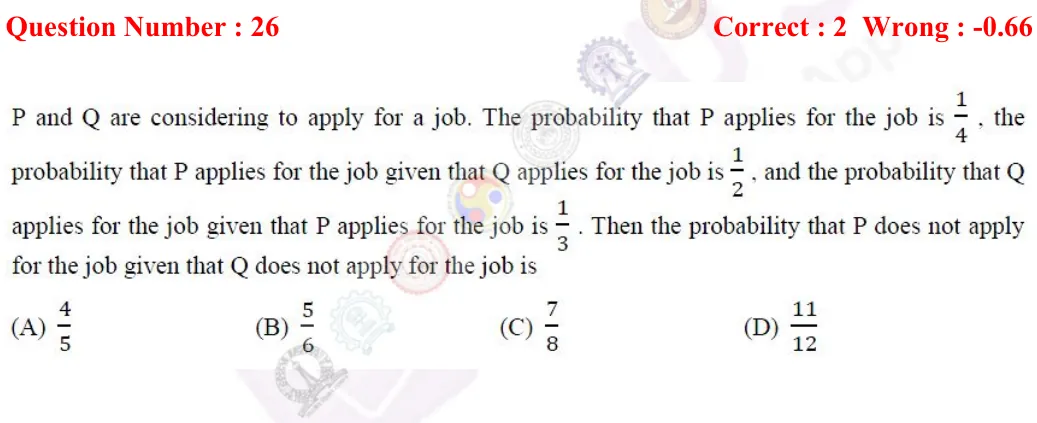 Question Number : 26 Correct : 2 Wrong : -0.66
P and Q are considering to apply for a job. The probability that P applies for the job is 1/4 , the
probability that P applies for the job given that Q applies for the job is 1/2 , and the probability that Q
applies for the job given that P applies for the job is 1/3 . Then the probability that P does not apply
for the job given that Q does not apply for the job is
(A) 4/5 (B) 5/6 (C) 7/8 (D) 11/12